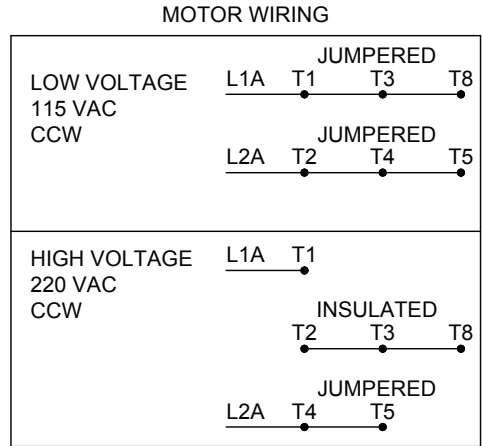 MOTOR WIRING
LOW VOLTAGE
115 VAC
CCW
JUMPERED
L1A T1 T3 T8
JUMPERED
L2A T2 T4 T5
HIGH VOLTAGE
220 VAC
CCW
L1A T1
INSULATED
T2 T3 T8
JUMPERED
L2A T4 T5